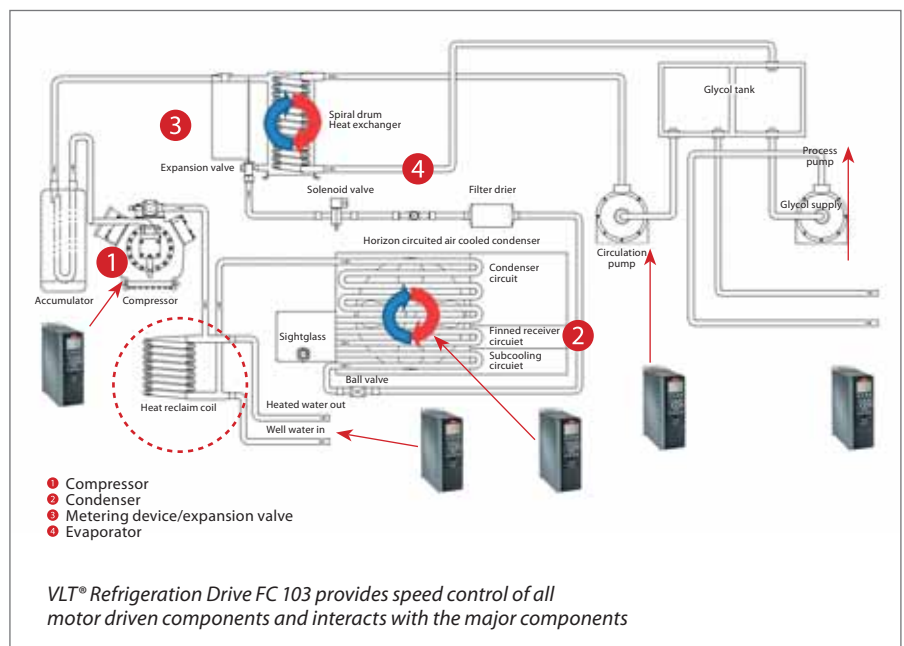 Glycol tank
Spiral drum
Heat exchanger
3
Expansion valve
4
Process
pump
Solenoid valve
Filter drier
Glycol supply
Horizon circuited air cooled condenser
Circulation
pump
1
Condenser
circuit
Accumulator
Compressor
Sightglass
Finned receiver
circuiet
2
Subcooling
circuiet
Ball valve
Heat reclaim coil
Heated water out
Well water in
1 Compressor
2 Condenser
3 Metering device/expansion valve
4 Evaporator
VLT® Refrigeration Drive FC 103 provides speed control of all
motor driven components and interacts with the major components